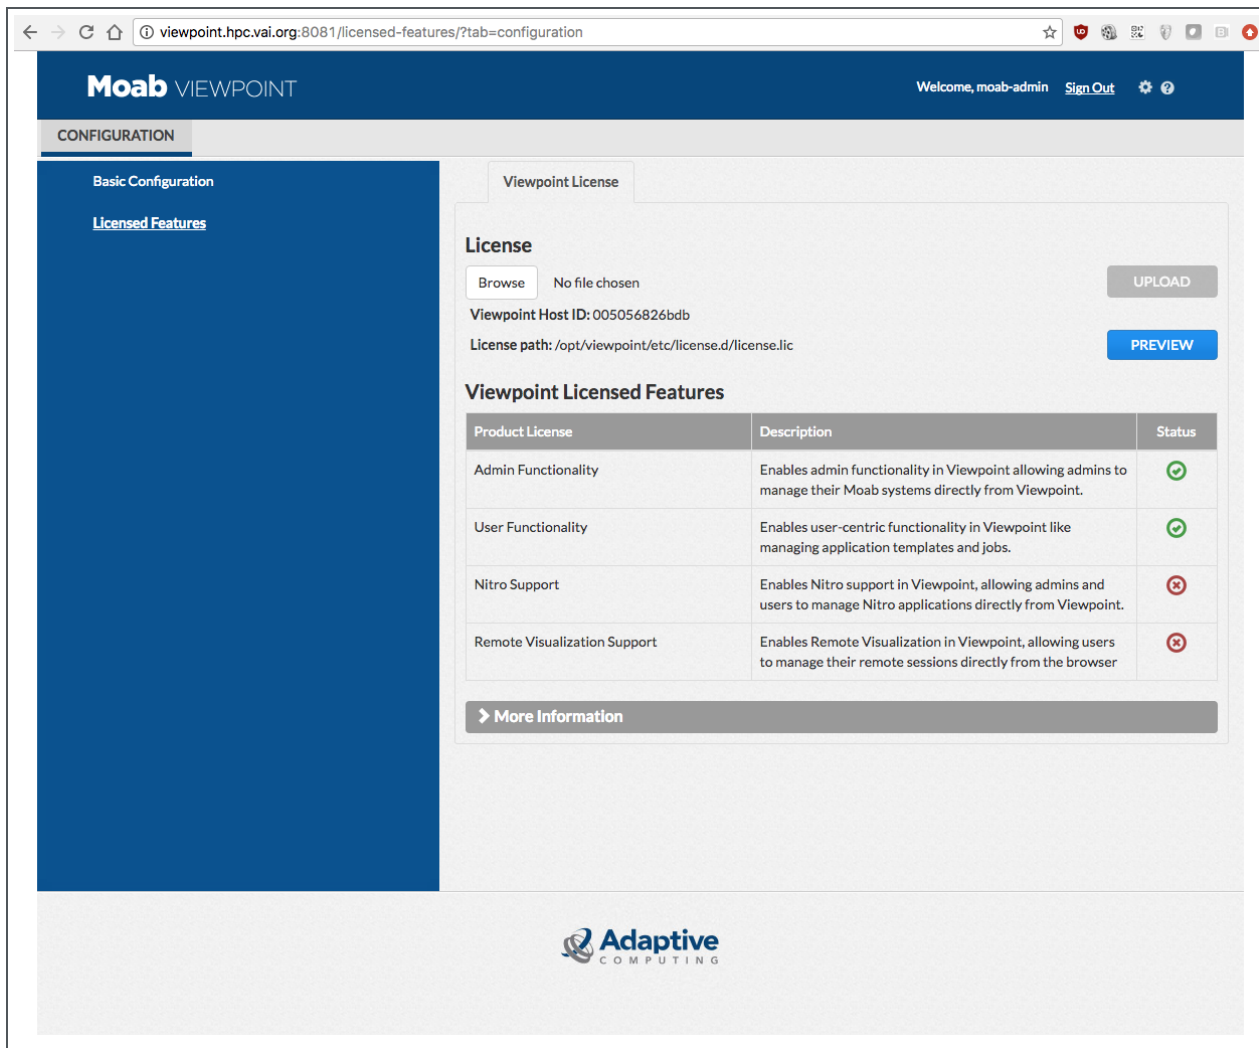 viewpoint.hpc.vai.org:8081/licensed-features/?tab=configuration
Moab VIEWPOINT
Welcome, moab-admin Sign Out
CONFIGURATION
Basic Configuration
Licensed Features
Viewpoint License
License
Browse No file chosen UPLOAD
Viewpoint Host ID: 005056826bdb
License path: /opt/viewpoint/etc/license.d/license.lic PREVIEW
Viewpoint Licensed Features
Product License Description Status
Admin Functionality Enables admin functionality in Viewpoint allowing admins to
manage their Moab systems directly from Viewpoint.
User Functionality Enables user-centric functionality in Viewpoint like
managing application templates and jobs.
Nitro Support Enables Nitro support in Viewpoint, allowing admins and
users to manage Nitro applications directly from Viewpoint.
Remote Visualization Support Enables Remote Visualization in Viewpoint, allowing users
to manage their remote sessions directly from the browser
More Information
Adaptive
COMPUTING